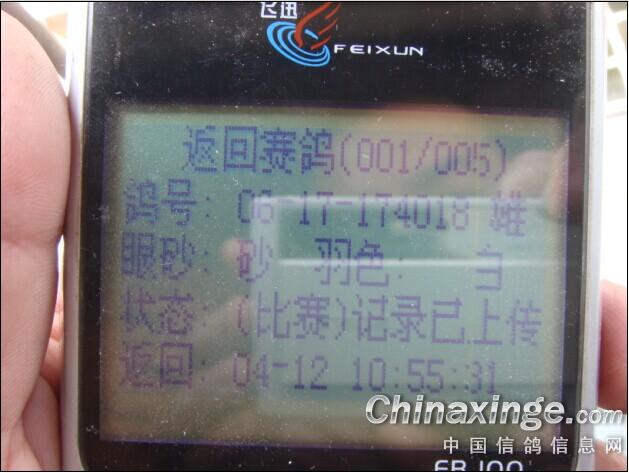 飞迅
FEIXUN
返回赛鸽(001/005)
鸽号: 06-17-174018 雄
眼砂: 砂 羽色: 白
状态: (比赛)记录已上传
返回: 04-12 10:55:31
Chinaxinge.com
中国信鸽信息网